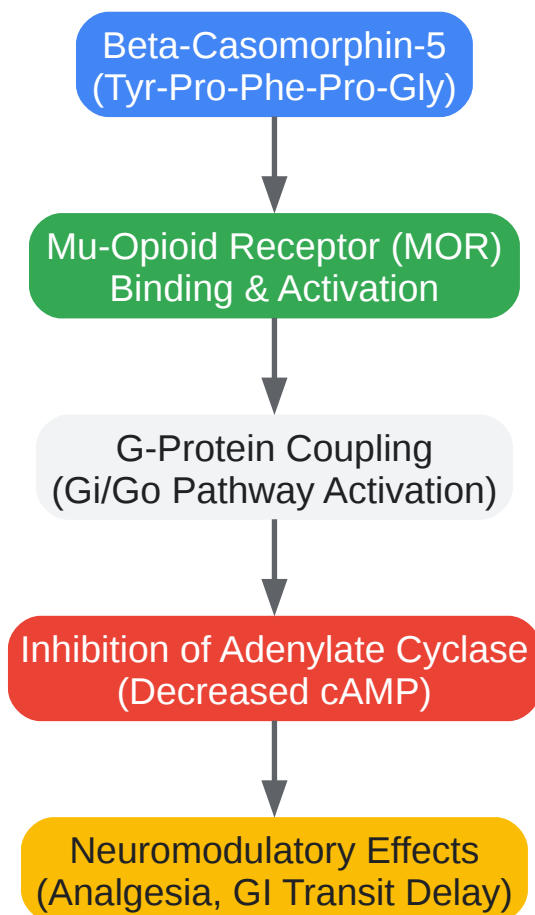 Beta-Casomorphin-5
(Tyr-Pro-Phe-Pro-Gly)
Mu-Opioid Receptor (MOR)
Binding & Activation
G-Protein Coupling
(Gi/Go Pathway Activation)
Inhibition of Adenylate Cyclase
(Decreased cAMP)
Neuromodulatory Effects
(Analgesia, GI Transit Delay)